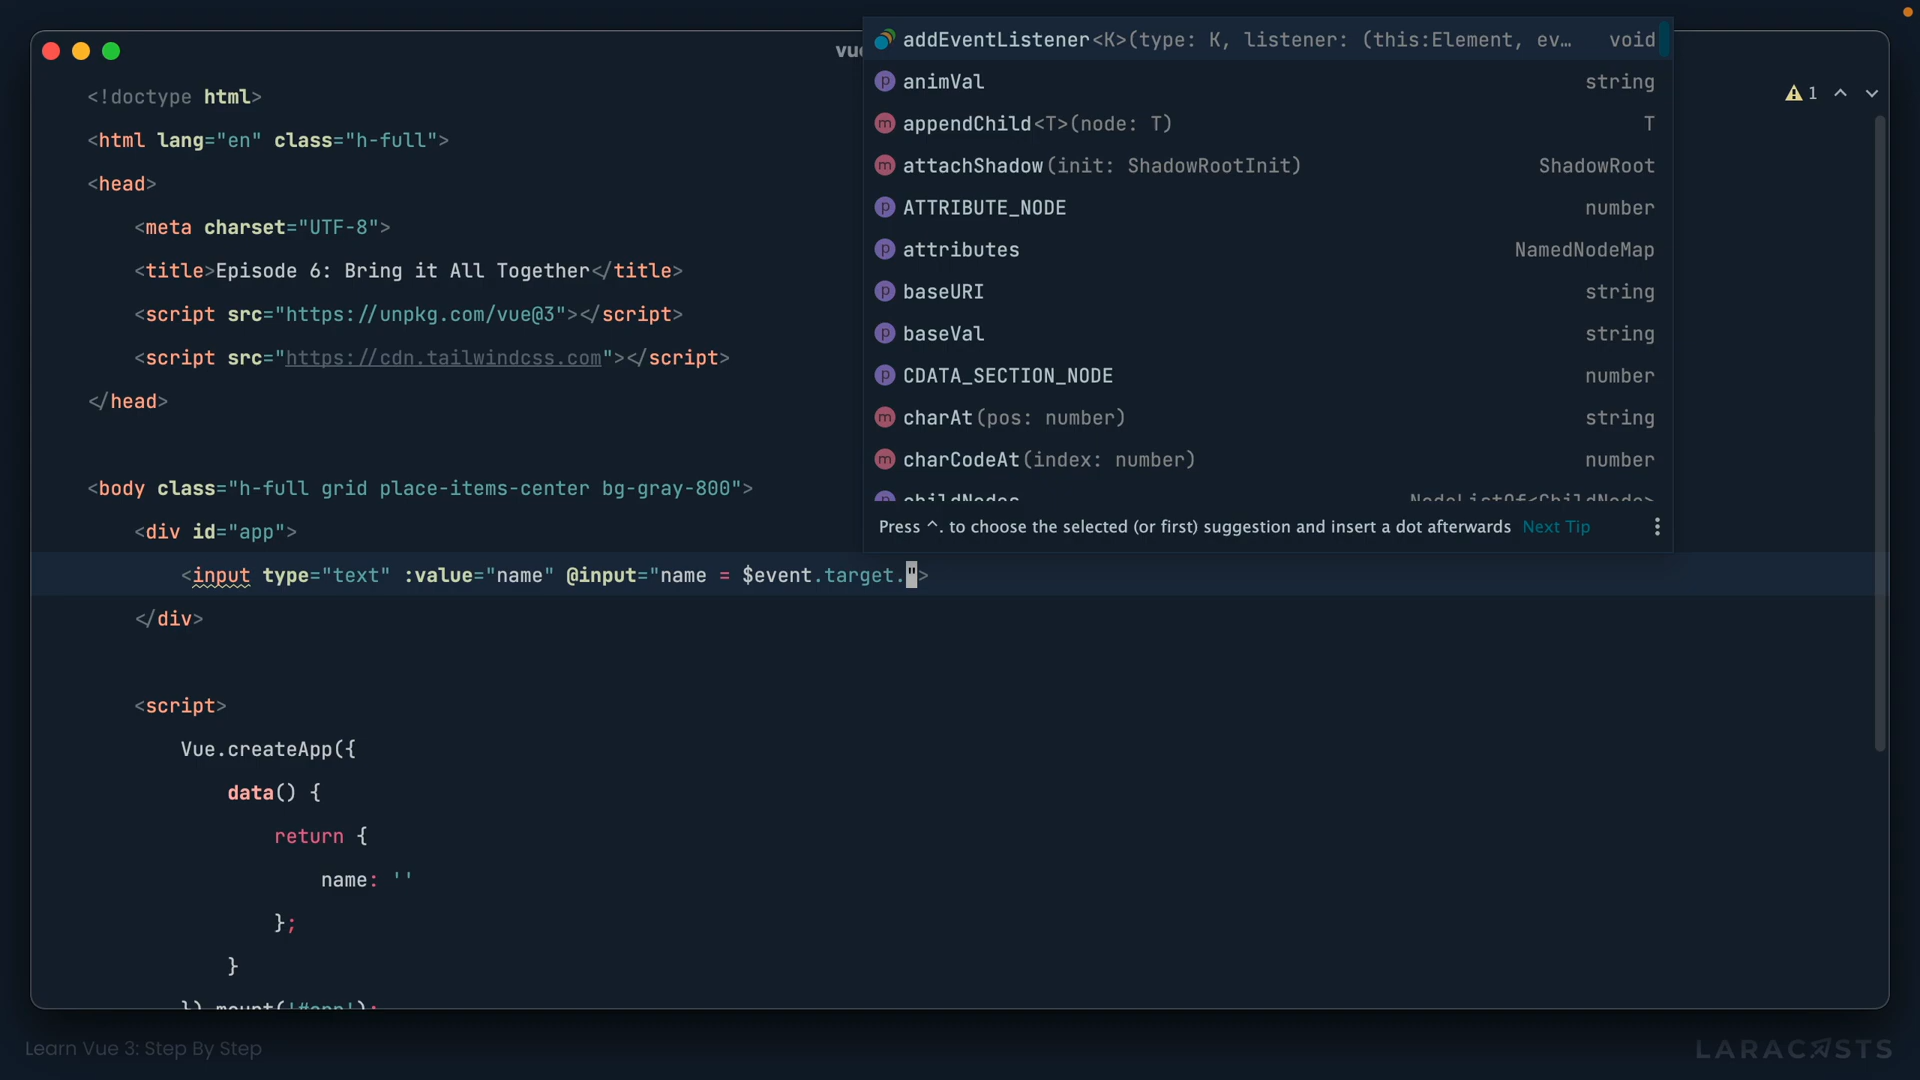 vue
⚠ 1
<!doctype html>
<html lang="en" class="h-full">
<head>
<meta charset="UTF-8">
<title>Episode 6: Bring it All Together</title>
<script src="https://unpkg.com/vue@3"></script>
<script src="https://cdn.tailwindcss.com"></script>
</head>
<body class="h-full grid place-items-center bg-gray-800">
<div id="app">
<input type="text" :value="name" @input="name = $event.target.">
</div>
<script>
Vue.createApp({
data() {
return {
name: ''
};
}
}).mount('#app');
addEventListener<K>(type: K, listener: (this:Element, ev… void
p animVal string
m appendChild<T>(node: T) T
m attachShadow(init: ShadowRootInit) ShadowRoot
p ATTRIBUTE_NODE number
p attributes NamedNodeMap
p baseURI string
p baseVal string
p CDATA_SECTION_NODE number
m charAt(pos: number) string
m charCodeAt(index: number) number
p childNodes NodeListOf<ChildNode>
Press ^. to choose the selected (or first) suggestion and insert a dot afterwards Next Tip
Learn Vue 3: Step By Step
LARACASTS